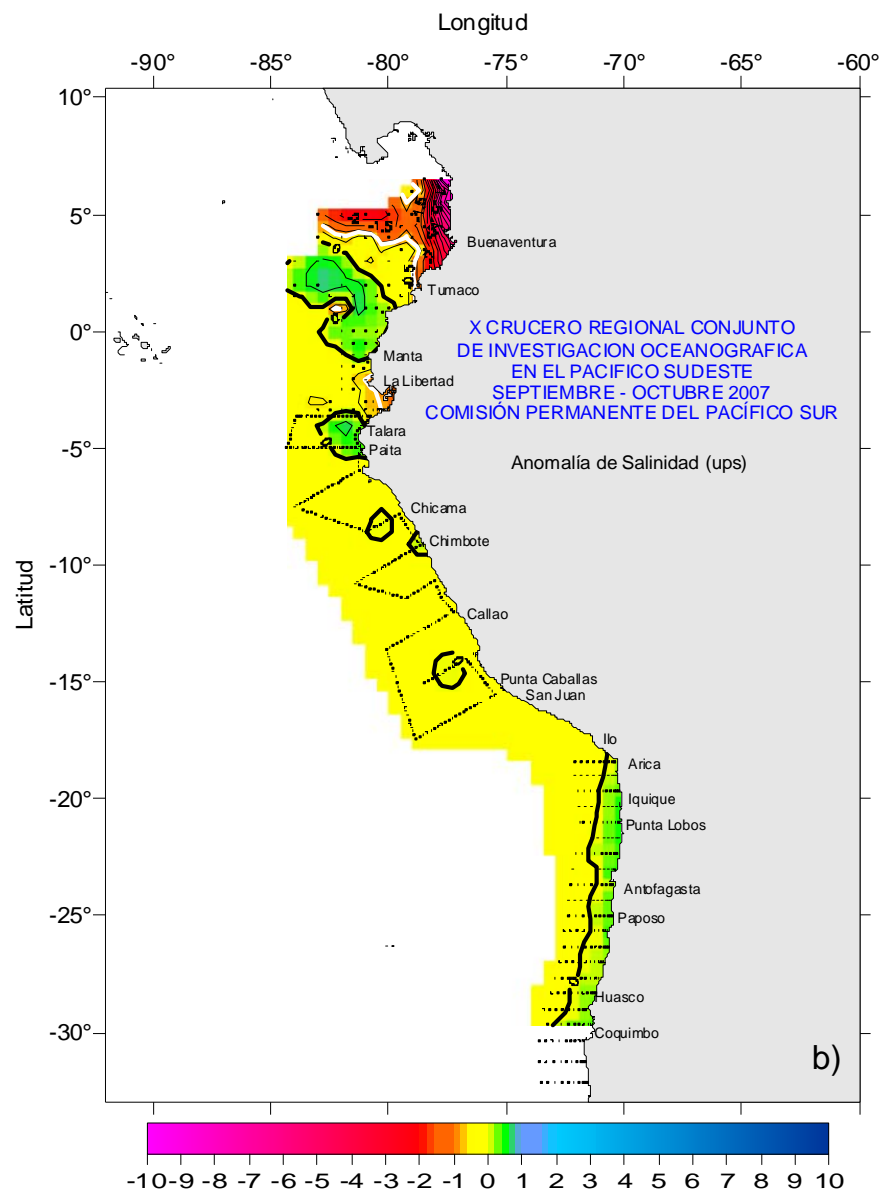 Longitud
-90° -85° -80° -75° -70° -65° -60°
10°
5°
0°
-5°
-10°
-15°
-20°
-25°
-30°
Latitud
Buenaventura
Tumaco
X CRUCERO REGIONAL CONJUNTO
DE INVESTIGACION OCEANOGRAFICA
EN EL PACIFICO SUDESTE
SEPTIEMBRE - OCTUBRE 2007
COMISIÓN PERMANENTE DEL PACÍFICO SUR
Anomalía de Salinidad (ups)
Manta
La Libertad
Talara
Paita
Chicama
Chimbote
Callao
Punta Caballas
San Juan
Ilo
Arica
Iquique
Punta Lobos
Antofagasta
Paposo
Huasco
Coquimbo
b)
-10 -9 -8 -7 -6 -5 -4 -3 -2 -1 0 1 2 3 4 5 6 7 8 9 10